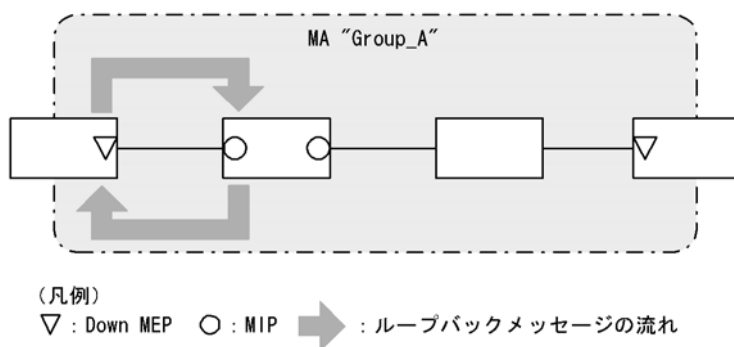 MA "Group_A"
(凡例)
▽ : Down MEP ○ : MIP ➡ : ループバックメッセージの流れ